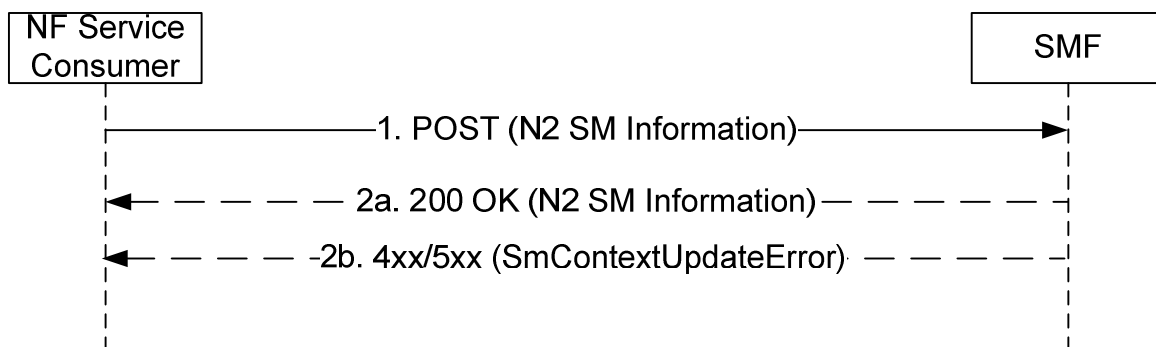 NF Service
Consumer
SMF
1. POST (N2 SM Information)
2a. 200 OK (N2 SM Information)
2b. 4xx/5xx (SmContextUpdateError)